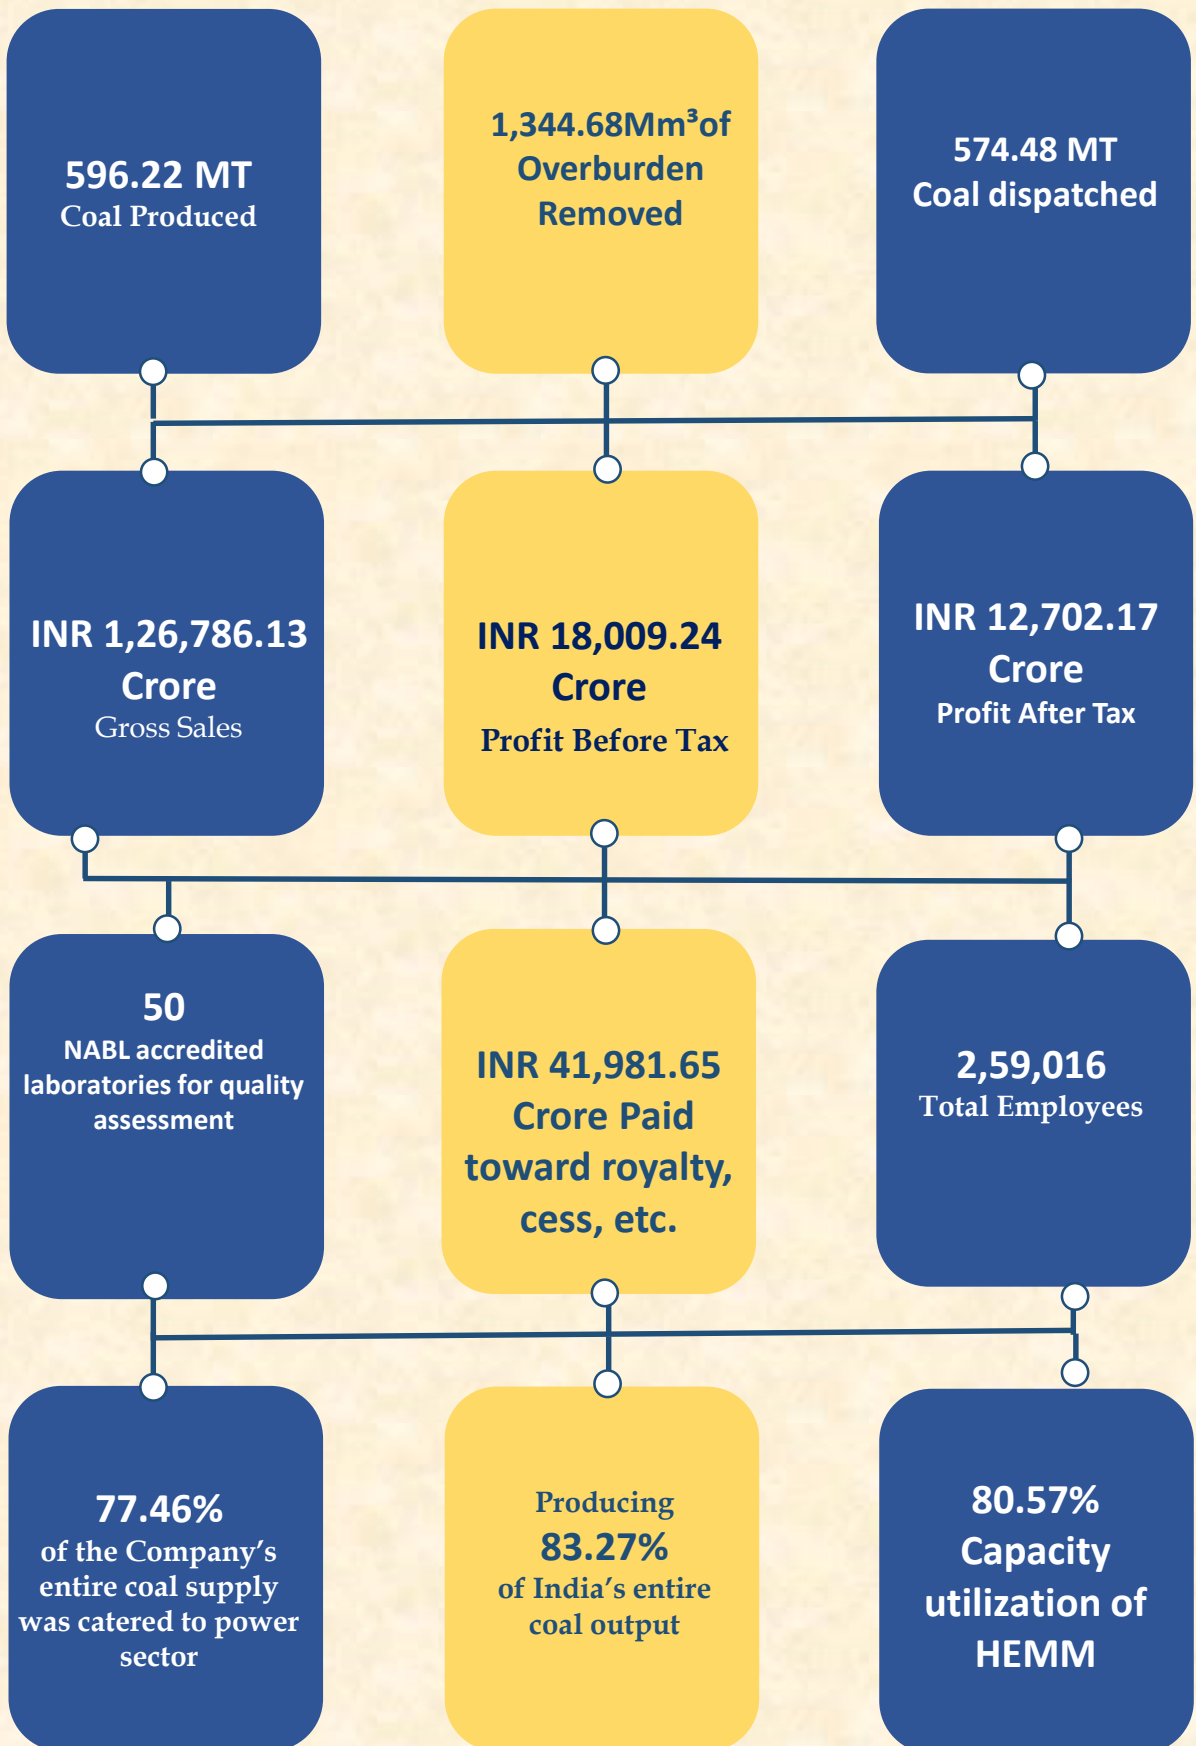 596.22 MT
Coal Produced
1,344.68Mm³of
Overburden
Removed
574.48 MT
Coal dispatched
INR 1,26,786.13
Crore
Gross Sales
INR 18,009.24
Crore
Profit Before Tax
INR 12,702.17
Crore
Profit After Tax
50
NABL accredited
laboratories for quality
assessment
INR 41,981.65
Crore Paid
toward royalty,
cess, etc.
2,59,016
Total Employees
77.46%
of the Company’s
entire coal supply
was catered to power
sector
Producing
83.27%
of India’s entire
coal output
80.57%
Capacity
utilization of
HEMM